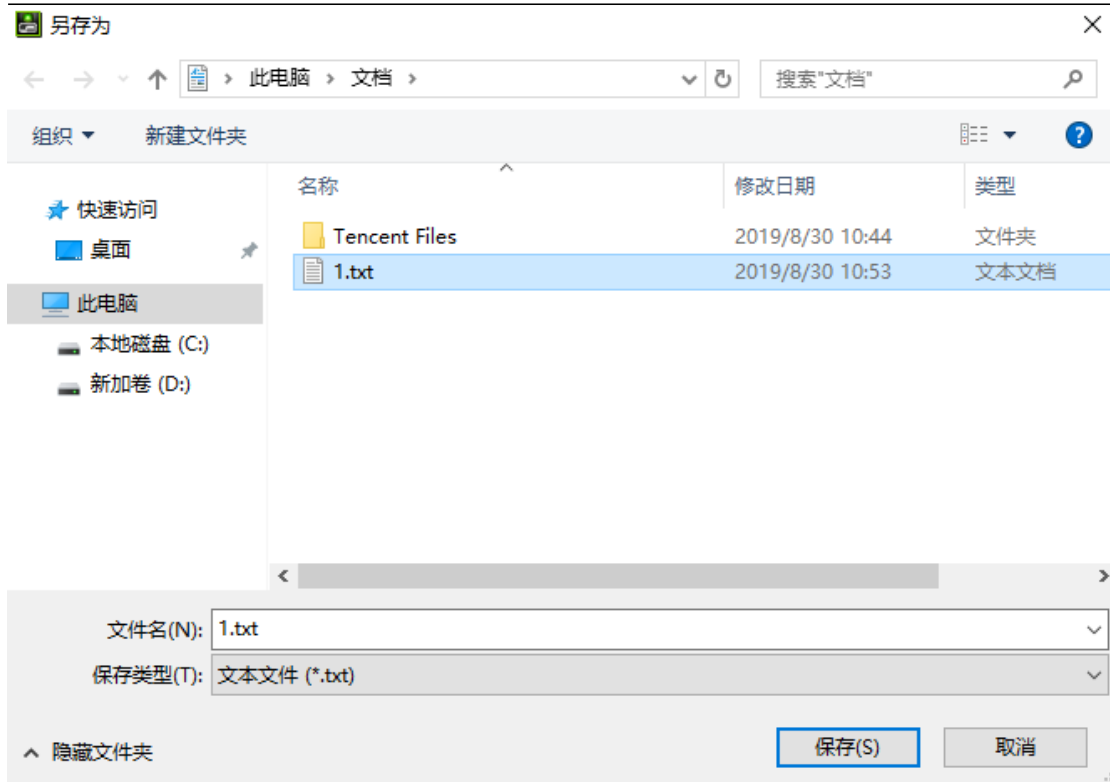 另存为
此电脑 › 文档 ›
搜索"文档"
组织 新建文件夹
名称 修改日期 类型
快速访问
桌面
此电脑
本地磁盘 (C:)
新加卷 (D:)
Tencent Files 2019/8/30 10:44 文件夹
1.txt 2019/8/30 10:53 文本文档
文件名(N): 1.txt
保存类型(T): 文本文件 (*.txt)
隐藏文件夹 保存(S) 取消